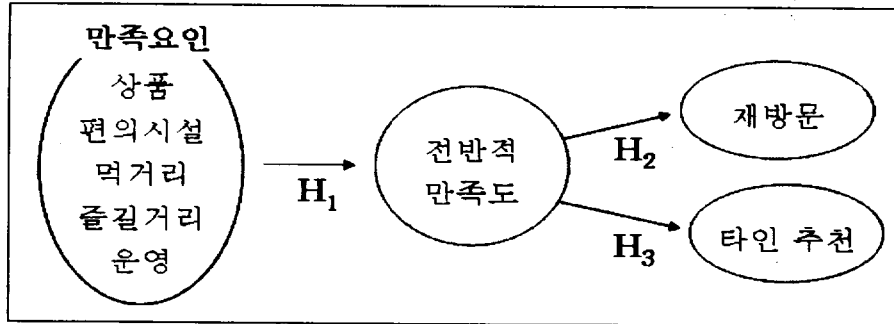 만족요인
상품
편의시설
먹거리
즐길거리
운영
H₁
전반적
만족도
H₂
재방문
H₃
타인 추천